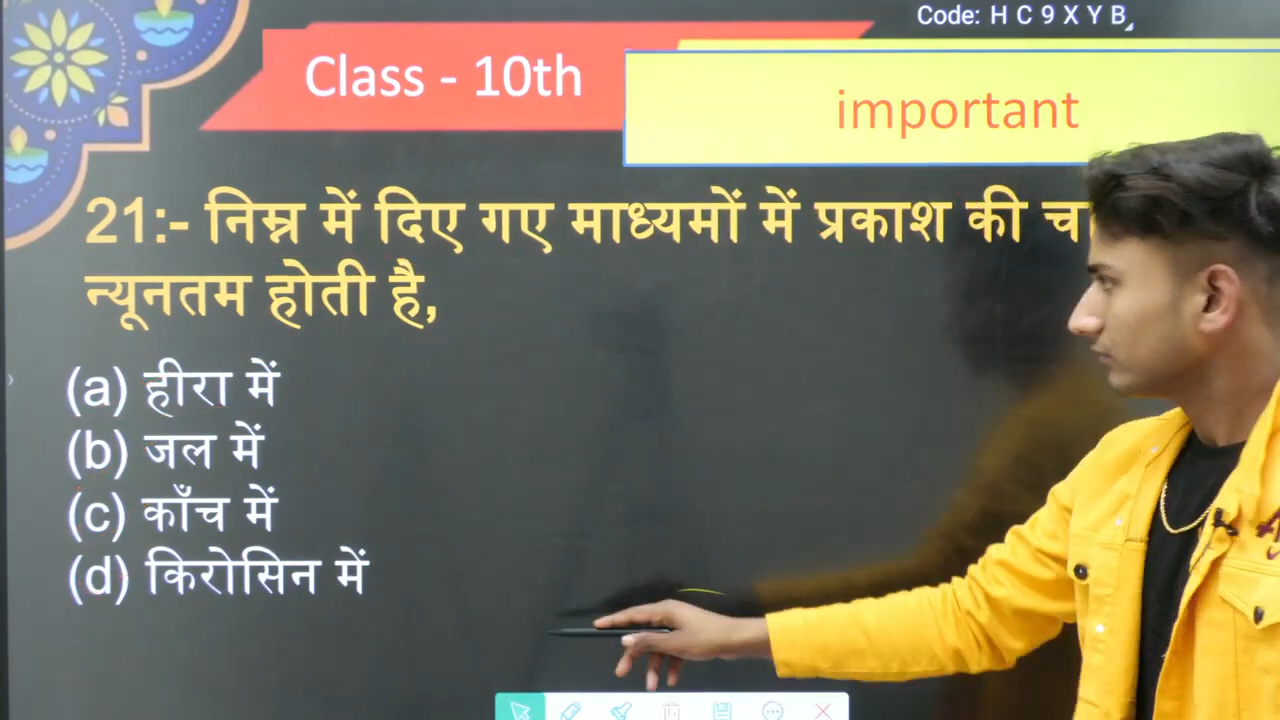 Code: H C 9 X Y B
Class - 10th
important
21:- निम्न में दिए गए माध्यमों में प्रकाश की
न्यूनतम होती है,
(a) हीरा में
(b) जल में
(c) काँच में
(d) किरोसिन में